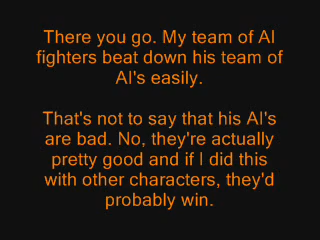 There you go. My team of AI
fighters beat down his team of
AI's easily.
That's not to say that his AI's
are bad. No, they're actually
pretty good and if I did this
with other characters, they'd
probably win.